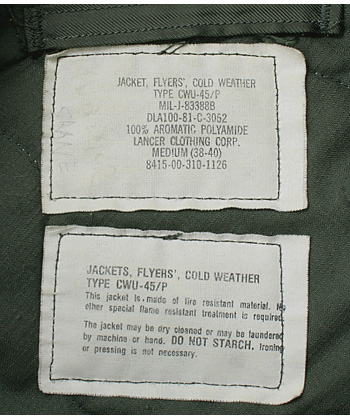 JACKET, FLYERS', COLD WEATHER
TYPE CWU-45/P
MIL-J-83388B
DLA100-81-C-3052
100% AROMATIC POLYAMIDE
LANCER CLOTHING CORP.
MEDIUM (38-40)
8415-00-310-1126
JACKETS, FLYERS', COLD WEATHER
TYPE CWU-45/P
This jacket is made of fire resistant material. No
other special flame resistant treatment is required.
The jacket may be dry cleaned or may be laundered
by machine or hand. DO NOT STARCH. Ironing
or pressing is not necessary.